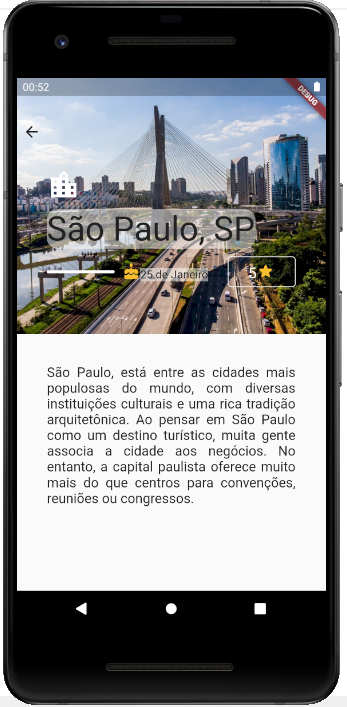 00:52
DEBUG
São Paulo, SP
25 de Janeiro
5
São Paulo, está entre as cidades mais
populosas do mundo, com diversas
instituições culturais e uma rica tradição
arquitetônica. Ao pensar em São Paulo
como um destino turístico, muita gente
associa a cidade aos negócios. No
entanto, a capital paulista oferece muito
mais do que centros para convenções,
reuniões ou congressos.